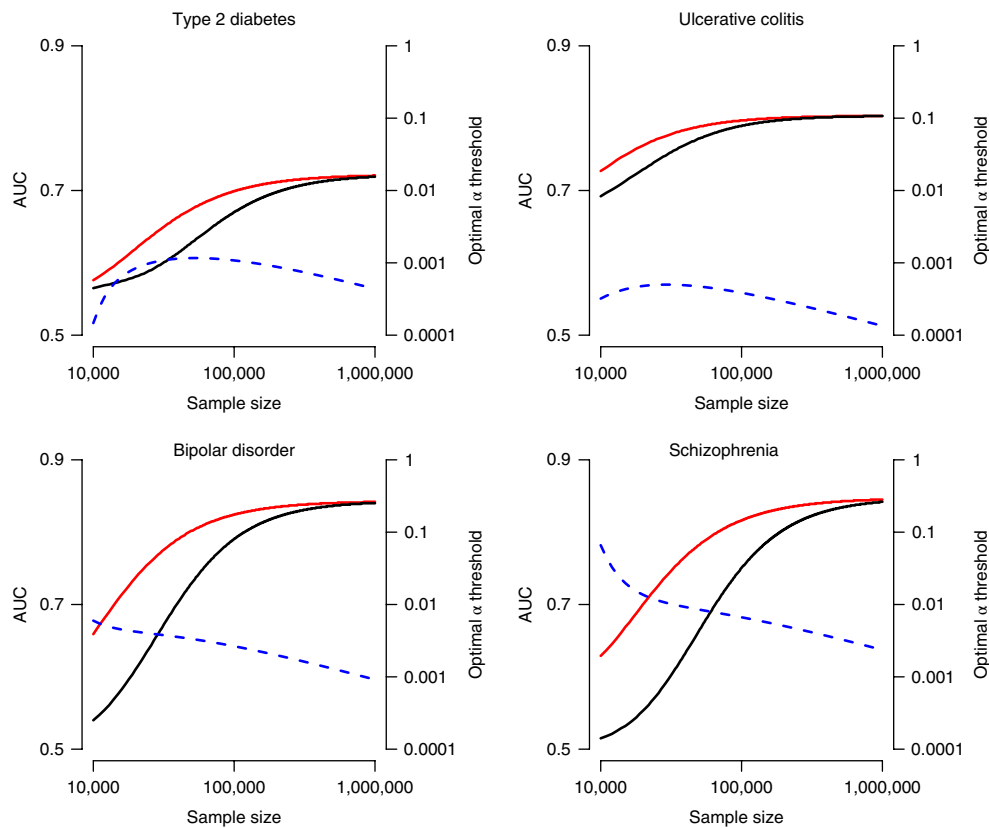 Type 2 diabetes
0.9
0.7
0.5
AUC
1
0.1
0.01
0.001
0.0001
Optimal α threshold
10,000
100,000
1,000,000
Sample size
Ulcerative colitis
0.9
0.7
0.5
AUC
1
0.1
0.01
0.001
0.0001
Optimal α threshold
10,000
100,000
1,000,000
Sample size
Bipolar disorder
0.9
0.7
0.5
AUC
1
0.1
0.01
0.001
0.0001
Optimal α threshold
10,000
100,000
1,000,000
Sample size
Schizophrenia
0.9
0.7
0.5
AUC
1
0.1
0.01
0.001
0.0001
Optimal α threshold
10,000
100,000
1,000,000
Sample size